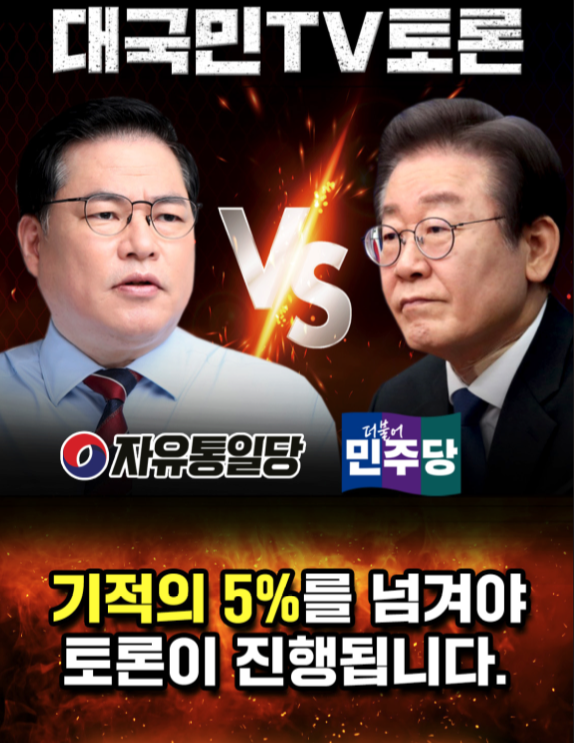 대국민TV토론
VS
자유통일당
더불어
민주당
기적의 5%를 넘겨야
토론이 진행됩니다.